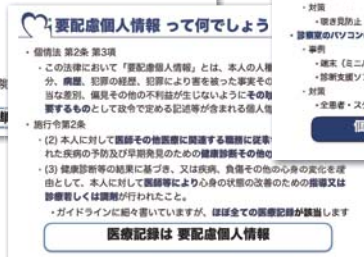 要配慮個人情報 って何でしょう
・個情法 第2条 第3項
・この法律において「要配慮個人情報」とは、本人の人種
分、病歴、犯罪の経歴、犯罪により害を被った事実その
当な差別、偏見その他の不利益が生じないようにその取
要するものとして政令で定める記述等が含まれる個人情
・施行令第2条
・(2) 本人に対して医師その他医療に関連する職務に従事
れた疾病の予防及び早期発見のための健康診断その他の
・(3) 健康診断等の結果に基づき、又は疾病、負傷その他の心身の変化を理
由として、本人に対して医師等により心身の状態の改善のための指導又は
診療若しくは調剤が行われたこと。
・ガイドラインに細々書いていますが、ほぼ全ての医療記録が該当します
医療記録は 要配慮個人情報
・対策
・覗き見防止
・診察室のパソコン
・事例
・端末（ミニ
・診断支援ソ
・対策
・全患者・ス
個